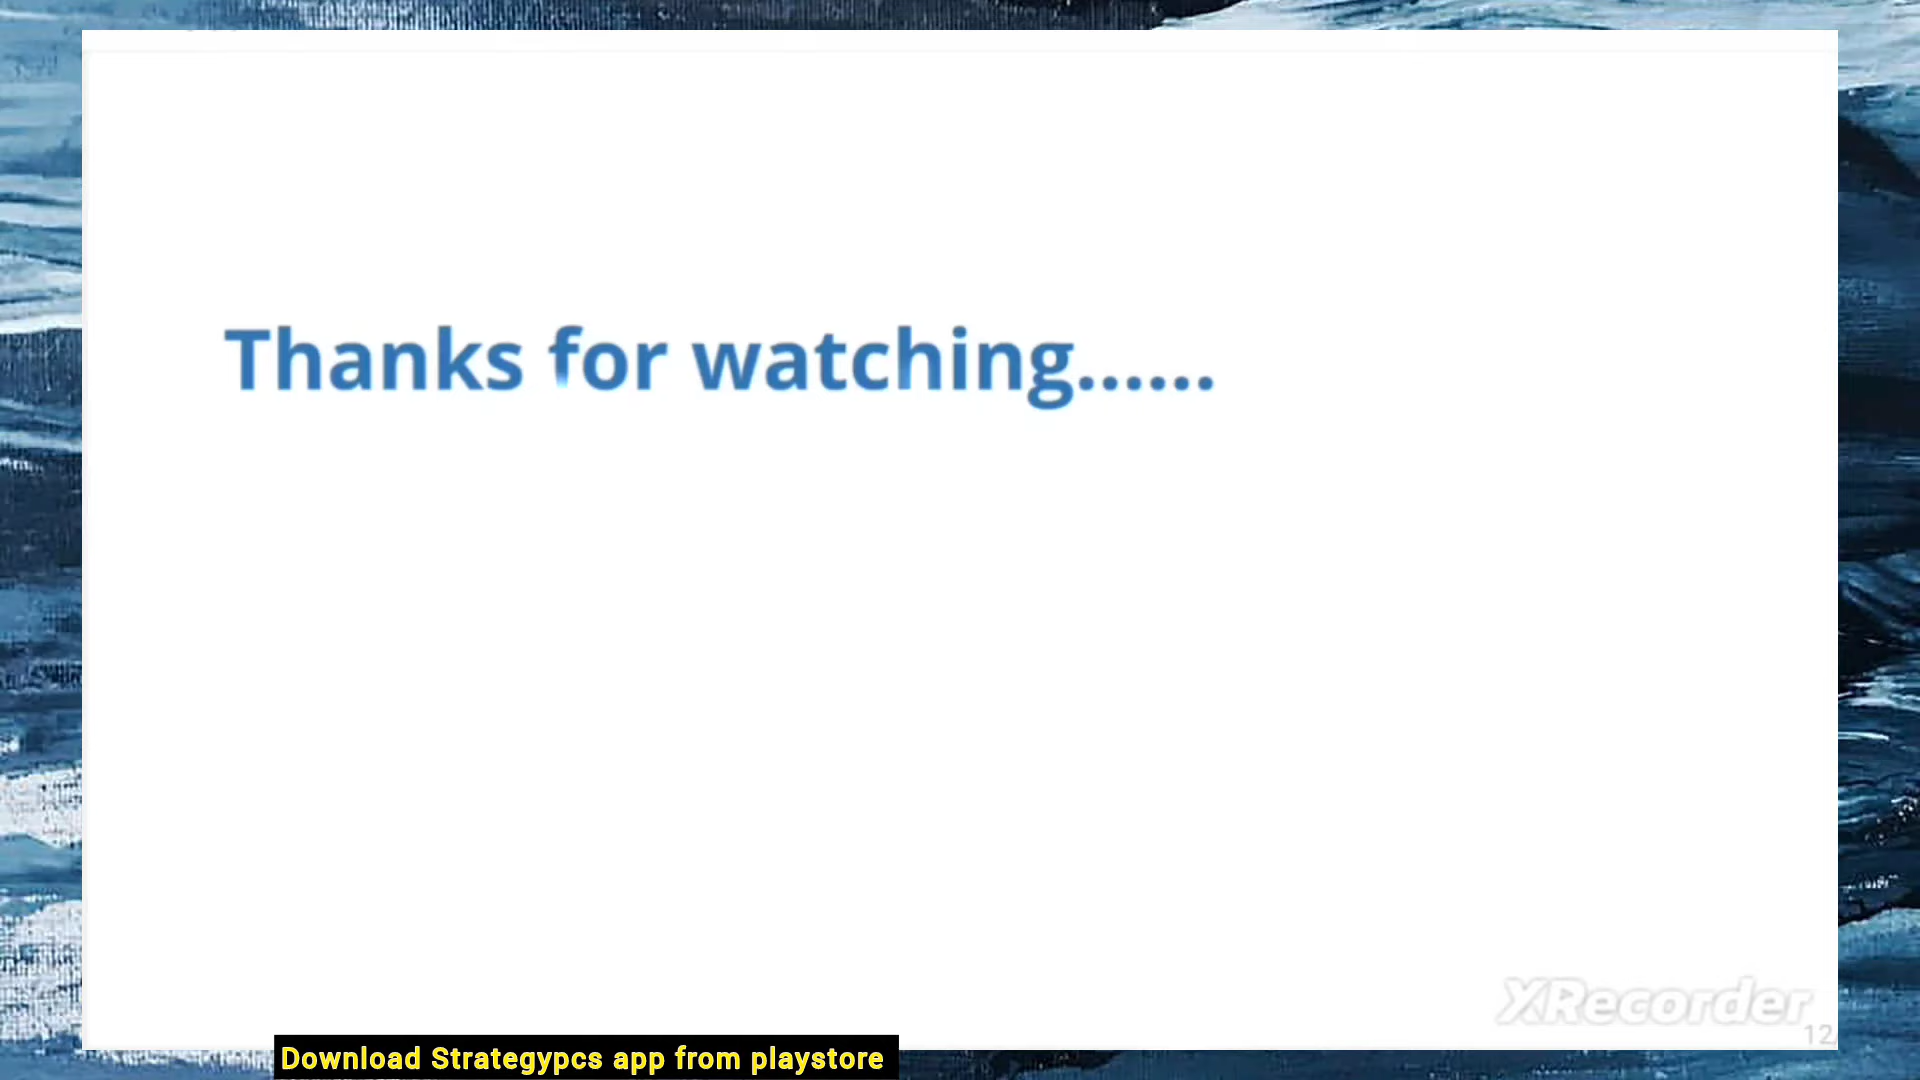 Thanks for watching......
XRecorder
12
Download Strategypcs app from playstore